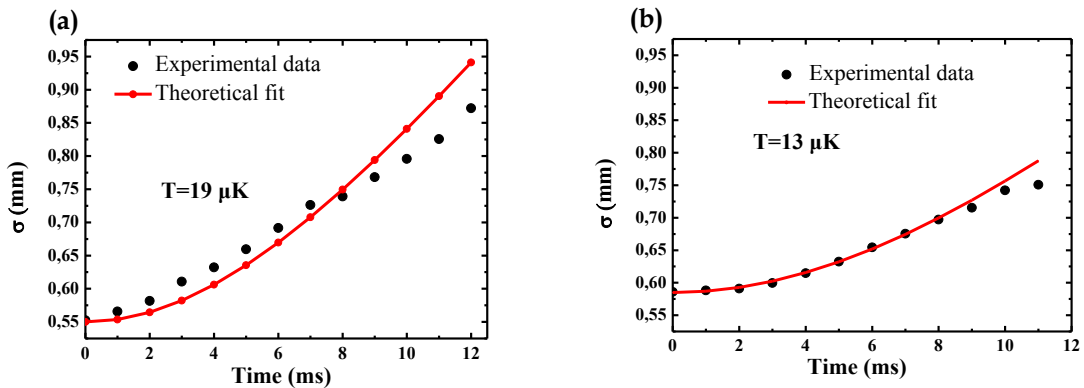 (a)
0,95
0,90
0,85
0,80
0,75
0,70
0,65
0,60
0,55
σ (mm)
Experimental data
Theoretical fit
T=19 μK
0 2 4 6 8 10 12
Time (ms)
(b)
0,95
0,90
0,85
0,80
0,75
0,70
0,65
0,60
0,55
σ (mm)
Experimental data
Theoretical fit
T=13 μK
0 2 4 6 8 10 12
Time (ms)